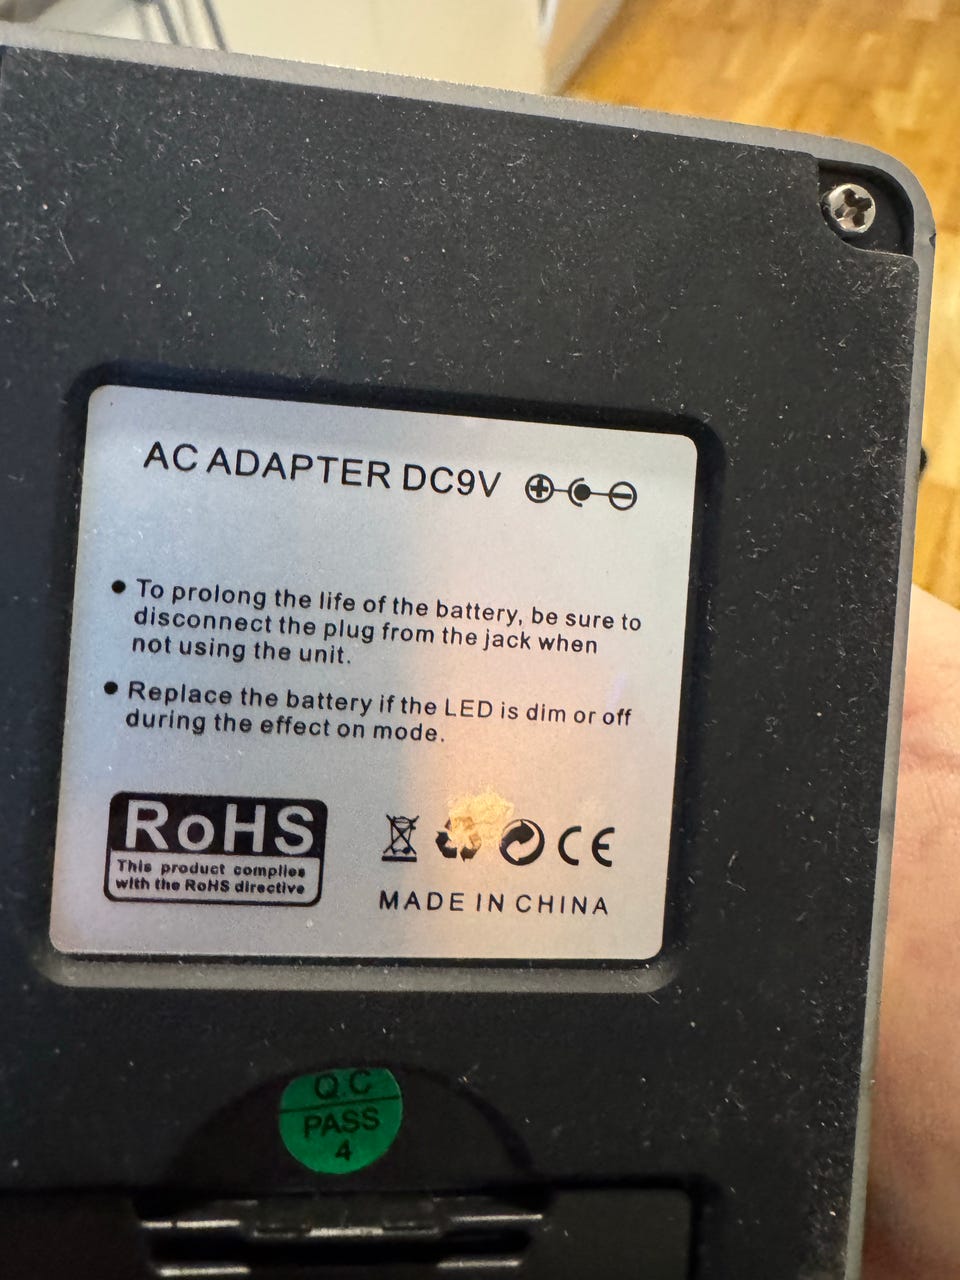 AC ADAPTER DC9V
● To prolong the life of the battery, be sure to
disconnect the plug from the jack when
not using the unit.
● Replace the battery if the LED is dim or off
during the effect on mode.
RoHS
This product complies
with the RoHS directive
CE
MADE IN CHINA
Q.C
PASS
4